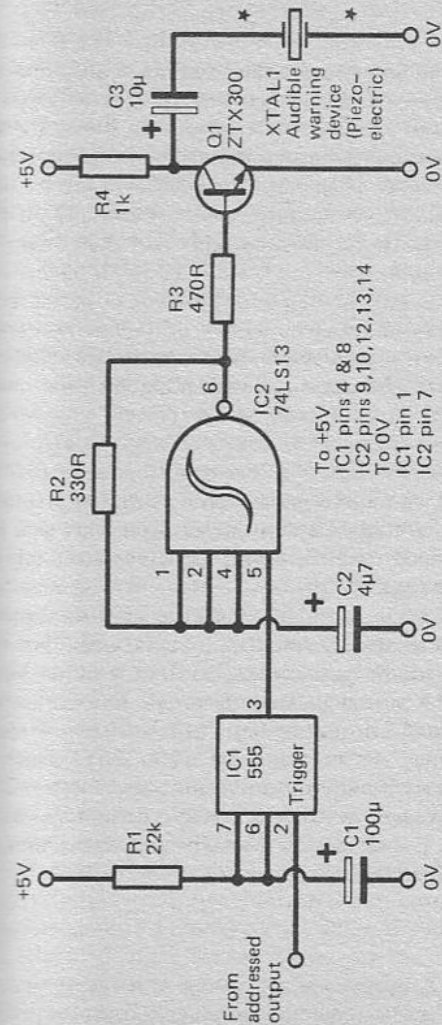 +5V
R1
22k
From
addressed
output
7
6
2
IC1
555
Trigger
3
+
C1
100μ
0V
R2
330R
1
2
4
5
6
IC2
74LS13
+
C2
4μ7
0V
To +5V
IC1 pins 4 & 8
IC2 pins 9,10,12,13,14
To 0V
IC1 pin 1
IC2 pin 7
R3
470R
+5V
R4
1k
+
C3
10μ
Q1
ZTX300
0V
*
XTAL1
Audible
warning
device
(Piezo–
electric)
*
0V